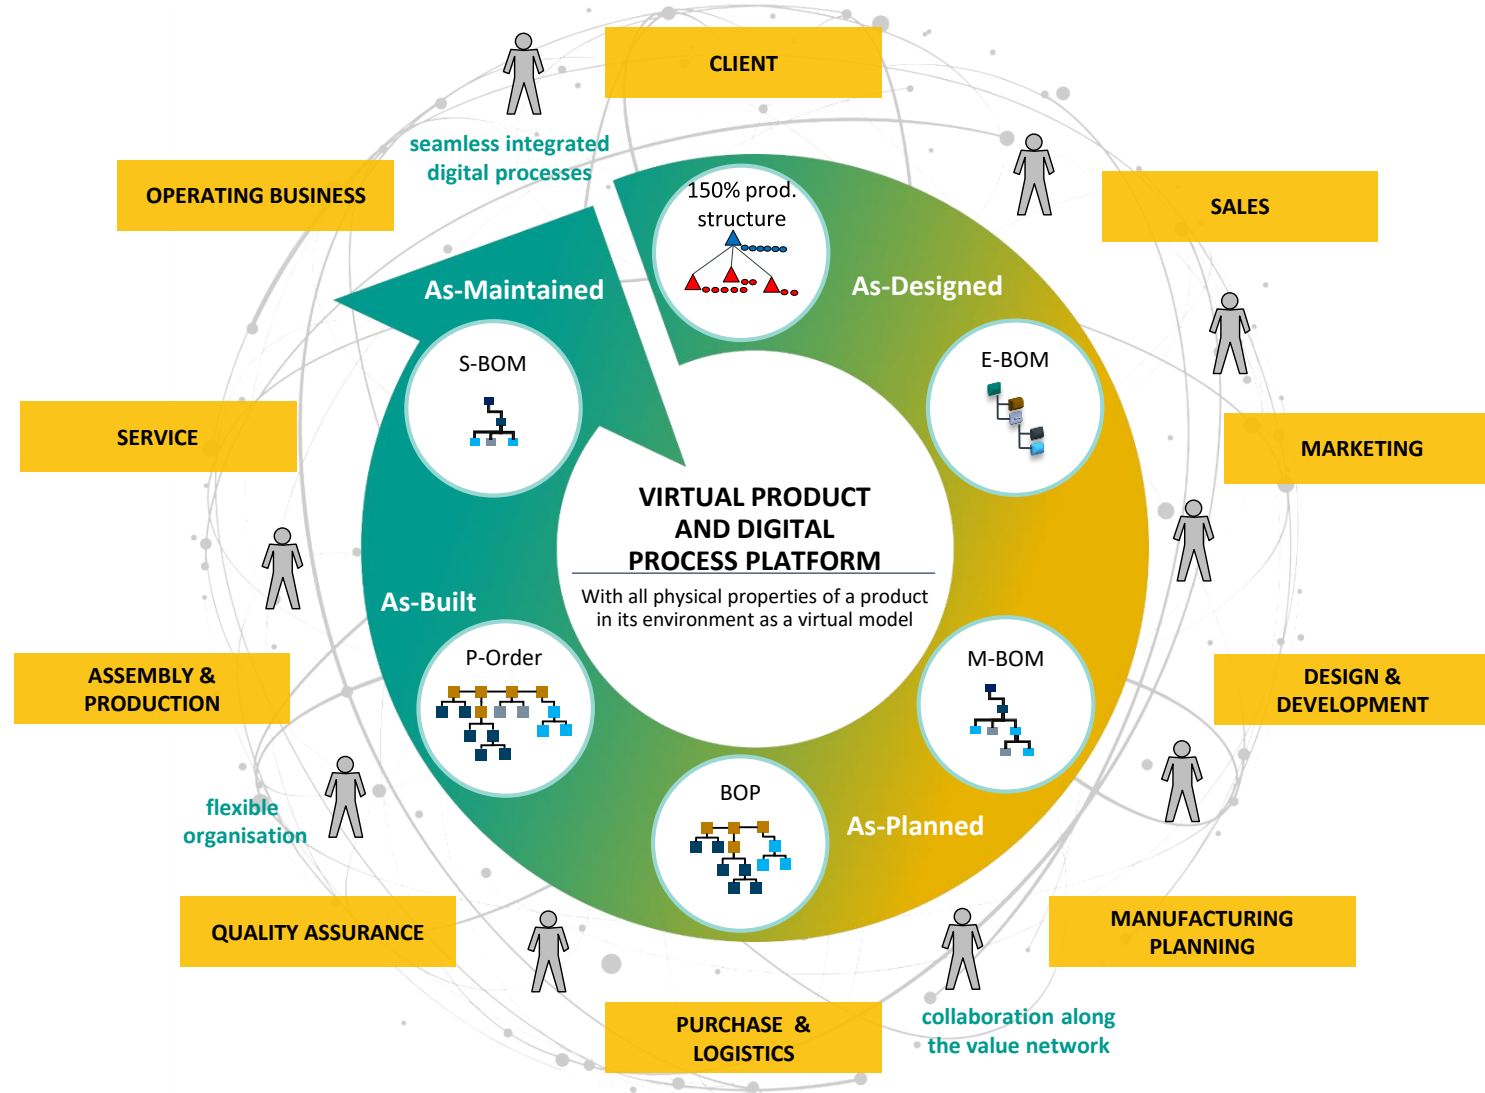 CLIENT
seamless integrated
digital processes
OPERATING BUSINESS
SALES
150% prod.
structure
As-Maintained
As-Designed
S-BOM
E-BOM
SERVICE
MARKETING
VIRTUAL PRODUCT
AND DIGITAL
PROCESS PLATFORM
With all physical properties of a product
in its environment as a virtual model
As-Built
P-Order
M-BOM
ASSEMBLY &
PRODUCTION
DESIGN &
DEVELOPMENT
BOP
As-Planned
flexible
organisation
QUALITY ASSURANCE
MANUFACTURING
PLANNING
PURCHASE &
LOGISTICS
collaboration along
the value network